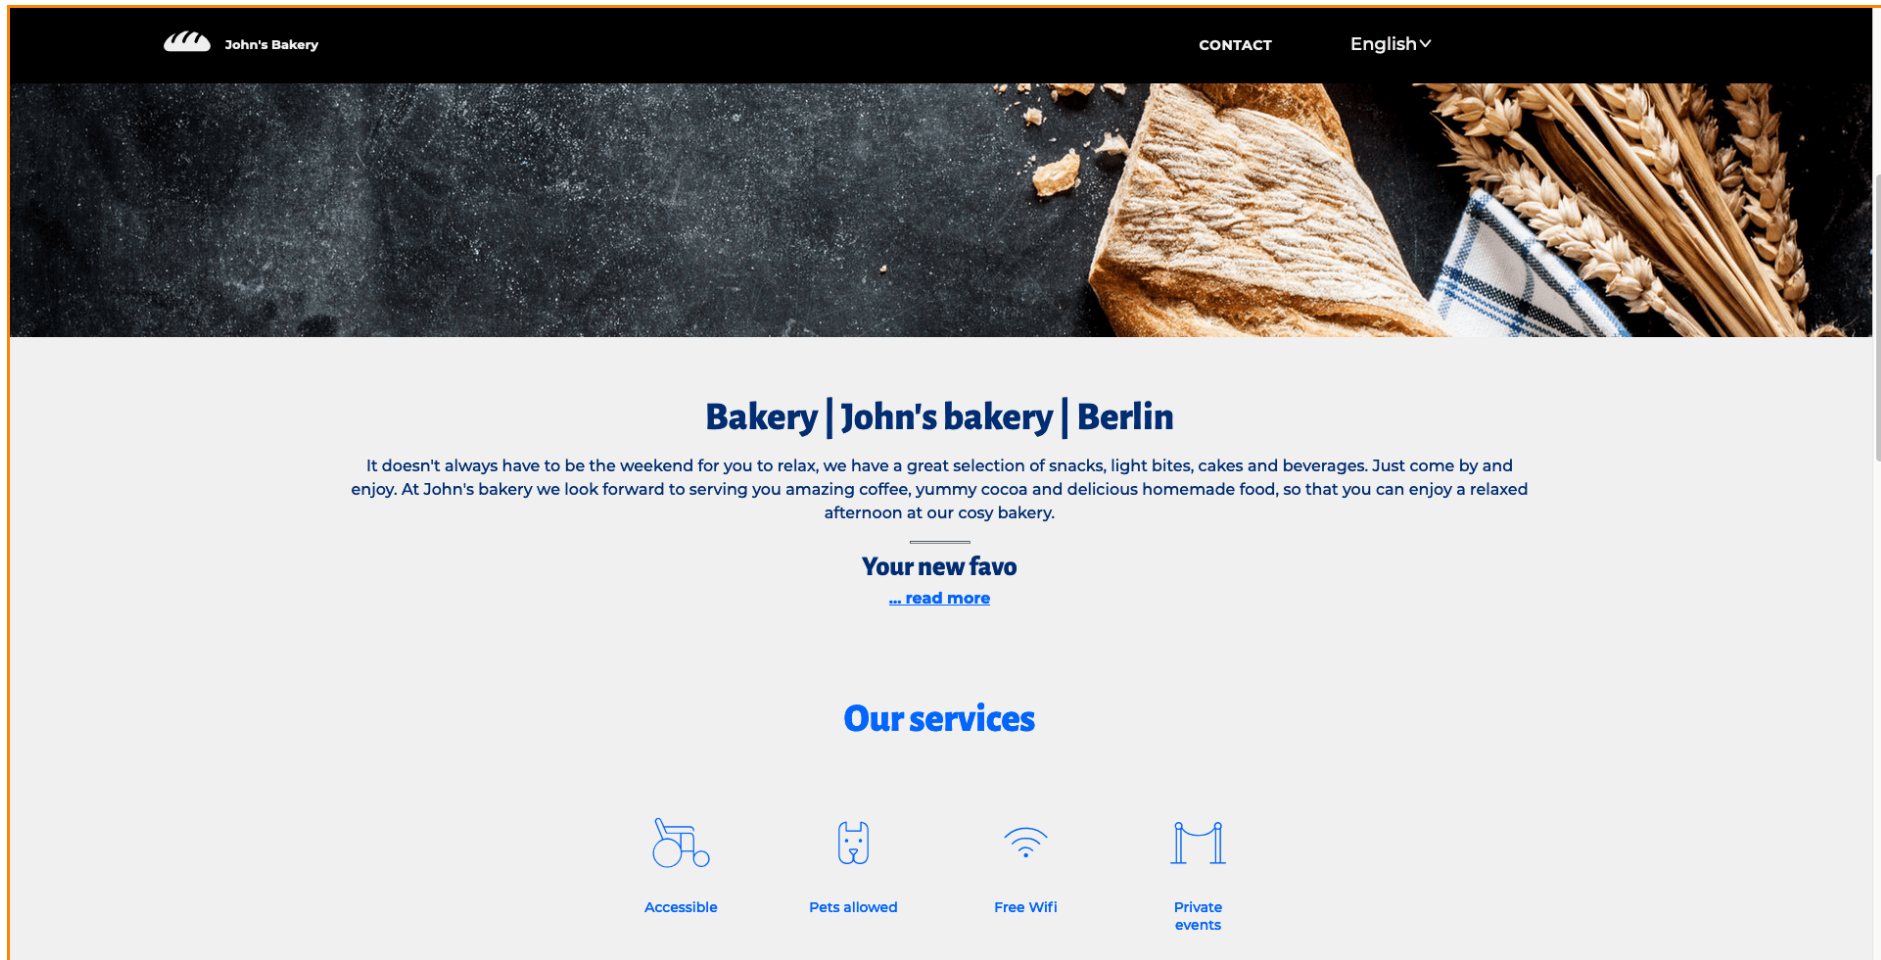 John's Bakery
CONTACT
English
Bakery | John's bakery | Berlin
It doesn't always have to be the weekend for you to relax, we have a great selection of snacks, light bites, cakes and beverages. Just come by and
enjoy. At John's bakery we look forward to serving you amazing coffee, yummy cocoa and delicious homemade food, so that you can enjoy a relaxed
afternoon at our cosy bakery.
Your new favo
... read more
Our services
Accessible
Pets allowed
Free Wifi
Private
events